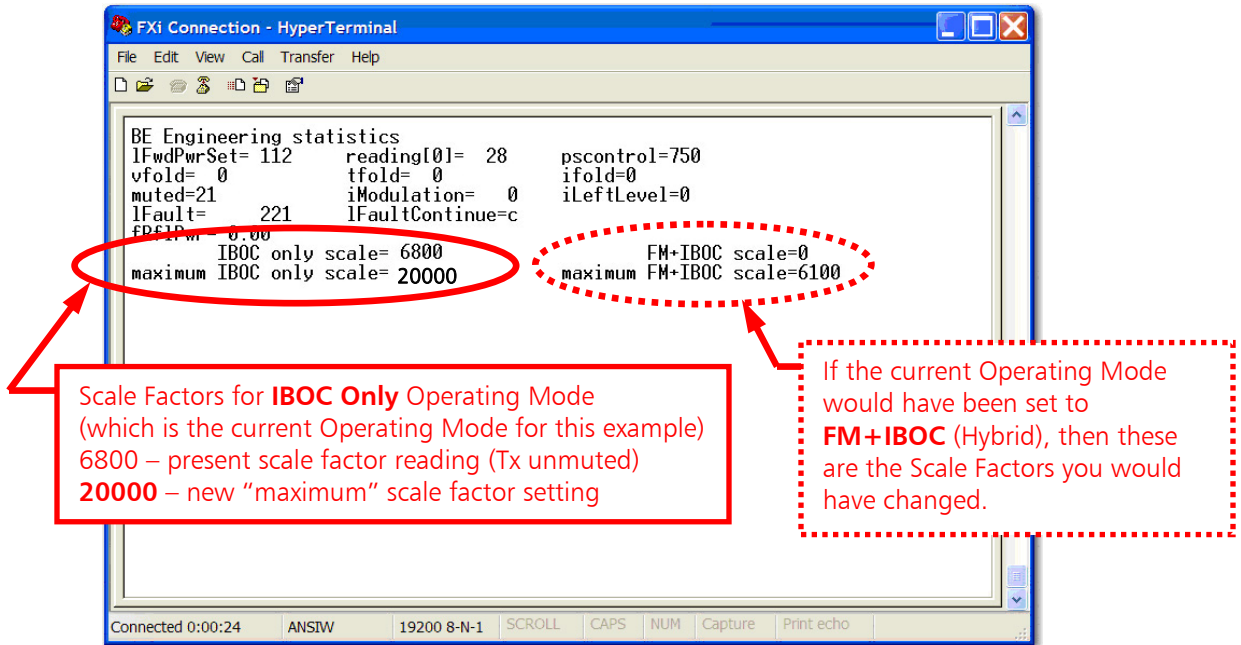 FXi Connection - HyperTerminal
File Edit View Call Transfer Help
BE Engineering statistics
lFwdPwrSet= 112 reading[0]= 28 pscontrol=750
vfold= 0 tfold= 0 ifold=0
muted=21 iModulation= 0 iLeftLevel=0
lFault= 221 lFaultContinue=c
fRflPwr= 0.00
IBOC only scale= 6800 FM+IBOC scale=0
maximum IBOC only scale= 20000 maximum FM+IBOC scale=6100
Scale Factors for IBOC Only Operating Mode
(which is the current Operating Mode for this example)
6800 – present scale factor reading (Tx unmuted)
20000 – new “maximum” scale factor setting
If the current Operating Mode
would have been set to
FM+IBOC (Hybrid), then these
are the Scale Factors you would
have changed.
Connected 0:00:24 ANSIW 19200 8-N-1 SCROLL CAPS NUM Capture Print echo